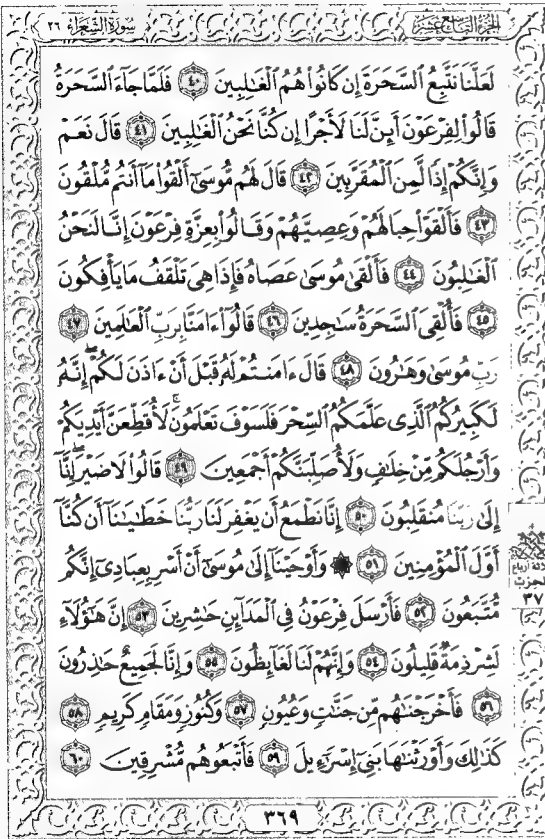 الجزء التاسع عشر
سورة الشعراء ٢٦
لَعَلَّنَا نَتَّبِعُ ٱلسَّحَرَةَ إِن كَانُوا۟ هُمُ ٱلْغَـٰلِبِينَ ٤٠ فَلَمَّا جَآءَ ٱلسَّحَرَةُ
قَالُوا۟ لِفِرْعَوْنَ أَئِنَّ لَنَا لَأَجْرًا إِن كُنَّا نَحْنُ ٱلْغَـٰلِبِينَ ٤١ قَالَ نَعَمْ
وَإِنَّكُمْ إِذًا لَّمِنَ ٱلْمُقَرَّبِينَ ٤٢ قَالَ لَهُم مُّوسَىٰٓ أَلْقُوا۟ مَآ أَنتُم مُّلْقُونَ
٤٣ فَأَلْقَوْا۟ حِبَالَهُمْ وَعِصِيَّهُمْ وَقَالُوا۟ بِعِزَّةِ فِرْعَوْنَ إِنَّا لَنَحْنُ
ٱلْغَـٰلِبُونَ ٤٤ فَأَلْقَىٰ مُوسَىٰ عَصَاهُ فَإِذَا هِىَ تَلْقَفُ مَا يَأْفِكُونَ
٤٥ فَأُلْقِىَ ٱلسَّحَرَةُ سَـٰجِدِينَ ٤٦ قَالُوٓا۟ ءَامَنَّا بِرَبِّ ٱلْعَـٰلَمِينَ ٤٧
رَبِّ مُوسَىٰ وَهَـٰرُونَ ٤٨ قَالَ ءَامَنتُمْ لَهُۥ قَبْلَ أَنْ ءَاذَنَ لَكُمْ ۖ إِنَّهُۥ
لَكَبِيرُكُمُ ٱلَّذِى عَلَّمَكُمُ ٱلسِّحْرَ فَلَسَوْفَ تَعْلَمُونَ ۚ لَأُقَطِّعَنَّ أَيْدِيَكُمْ
وَأَرْجُلَكُم مِّنْ خِلَـٰفٍ وَلَأُصَلِّبَنَّكُمْ أَجْمَعِينَ ٤٩ قَالُوا۟ لَا ضَيْرَ ۖ إِنَّآ
إِلَىٰ رَبِّنَا مُنقَلِبُونَ ٥٠ إِنَّا نَطْمَعُ أَن يَغْفِرَ لَنَا رَبُّنَا خَطَـٰيَـٰنَآ أَن كُنَّآ
أَوَّلَ ٱلْمُؤْمِنِينَ ٥١ ۞ وَأَوْحَيْنَآ إِلَىٰ مُوسَىٰٓ أَنْ أَسْرِ بِعِبَادِىٓ إِنَّكُم
مُّتَّبَعُونَ ٥٢ فَأَرْسَلَ فِرْعَوْنُ فِى ٱلْمَدَآئِنِ حَـٰشِرِينَ ٥٣ إِنَّ هَـٰٓؤُلَآءِ
لَشِرْذِمَةٌ قَلِيلُونَ ٥٤ وَإِنَّهُمْ لَنَا لَغَآئِظُونَ ٥٥ وَإِنَّا لَجَمِيعٌ حَـٰذِرُونَ
٥٦ فَأَخْرَجْنَـٰهُم مِّن جَنَّـٰتٍ وَعُيُونٍ ٥٧ وَكُنُوزٍ وَمَقَامٍ كَرِيمٍ ٥٨
كَذَٰلِكَ وَأَوْرَثْنَـٰهَا بَنِىٓ إِسْرَٰٓءِيلَ ٥٩ فَأَتْبَعُوهُم مُّشْرِقِينَ ٦٠
أرباع
الحزب
٣٧
٣٦٩